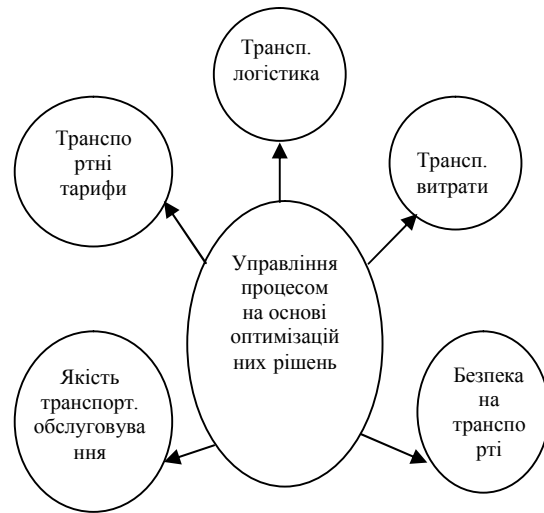 Трансп.
логістика
Транспо
ртні
тарифи
Трансп.
витрати
Управління
процесом
на основі
оптимізацій
них рішень
Якість
транспорт.
обслуговува
ння
Безпека
на
транспо
рті